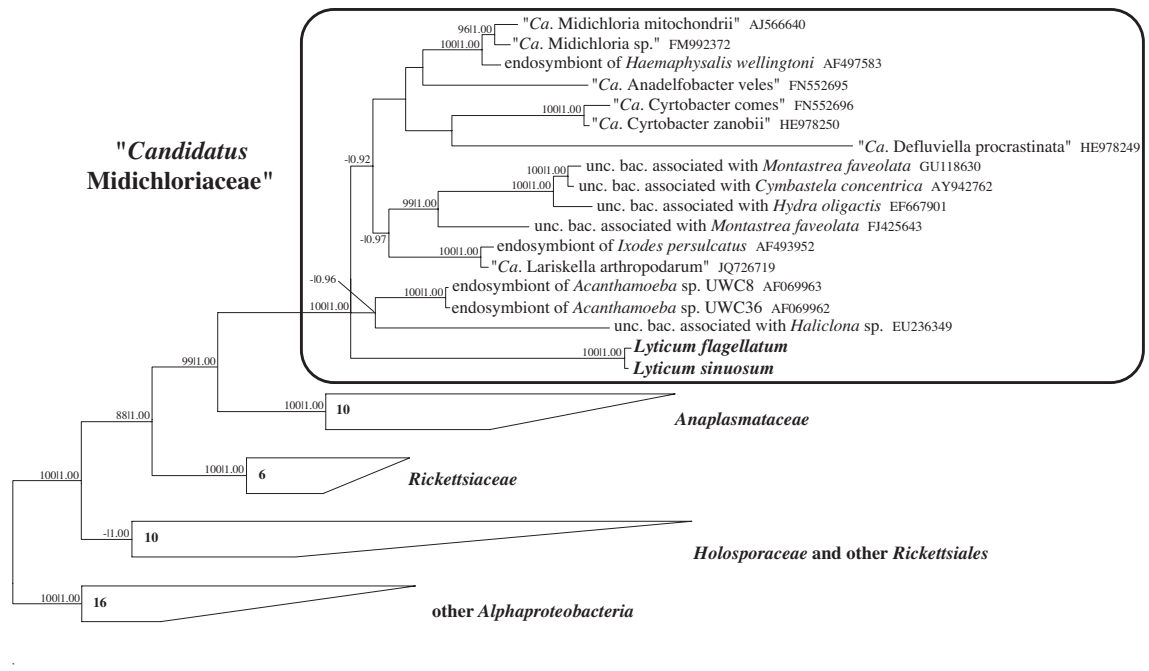 96|1.00
"Ca. Midichloria mitochondrii" AJ566640
100|1.00
"Ca. Midichloria sp." FM992372
endosymbiont of Haemaphysalis wellingtoni AF497583
"Ca. Anadelfobacter veles" FN552695
100|1.00
"Ca. Cyrtobacter comes" FN552696
"Ca. Cyrtobacter zanobii" HE978250
"Candidatus
Midichloriaceae"
"Ca. Defluviella procrastinata" HE978249
-|0.92
100|1.00
unc. bac. associated with Montastrea faveolata GU118630
100|1.00
unc. bac. associated with Cymbastela concentrica AY942762
99|1.00
unc. bac. associated with Hydra oligactis EF667901
unc. bac. associated with Montastrea faveolata FJ425643
-|0.97
100|1.00
endosymbiont of Ixodes persulcatus AF493952
"Ca. Lariskella arthropodarum" JQ726719
-|0.96
100|1.00
endosymbiont of Acanthamoeba sp. UWC8 AF069963
100|1.00
endosymbiont of Acanthamoeba sp. UWC36 AF069962
unc. bac. associated with Haliclona sp. EU236349
100|1.00
Lyticum flagellatum
Lyticum sinuosum
99|1.00
100|1.00
10
Anaplasmataceae
88|1.00
100|1.00
6
Rickettsiaceae
100|1.00
-|1.00
10
Holosporaceae and other Rickettsiales
100|1.00
16
other Alphaproteobacteria